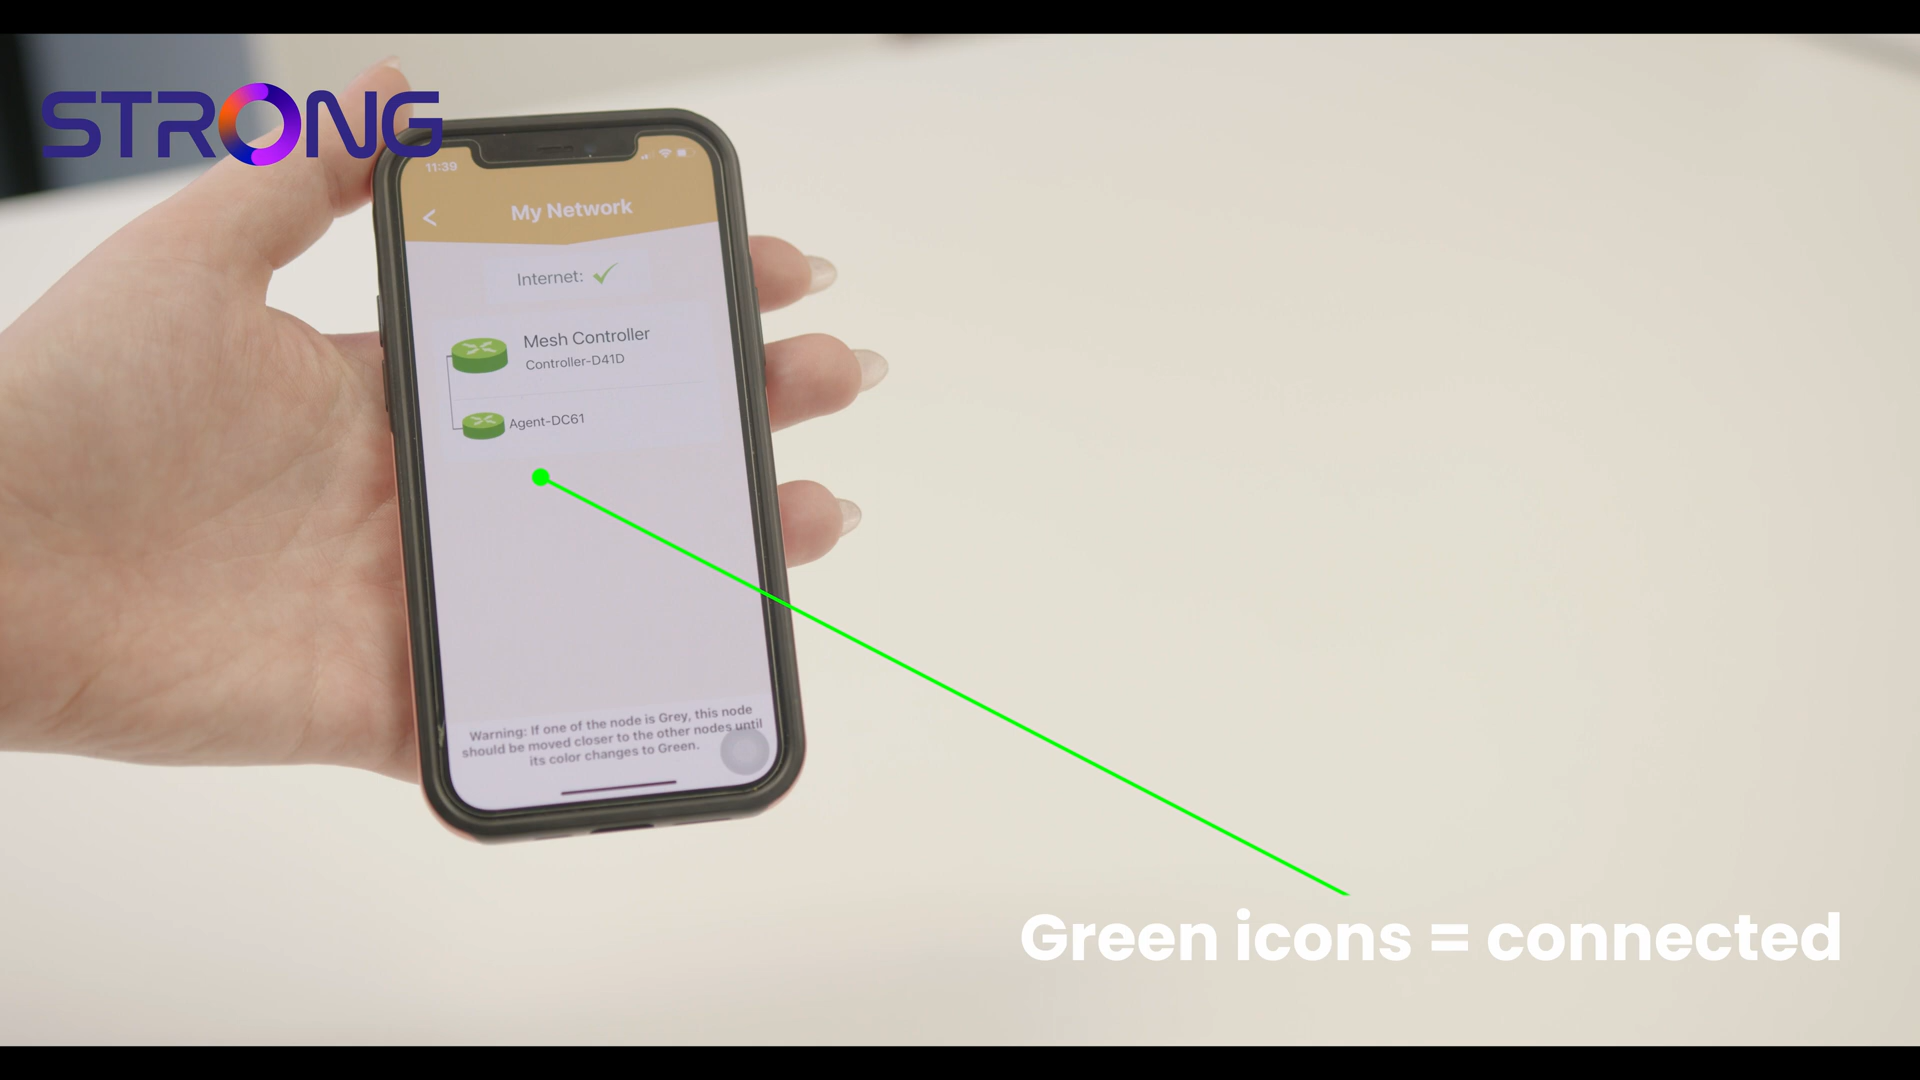 STRONG
11:39
My Network
Internet:
Mesh Controller
Controller-D41D
Agent-DC61
Warning: If one of the node is Grey, this node
should be moved closer to the other nodes until
its color changes to Green.
Green icons = connected